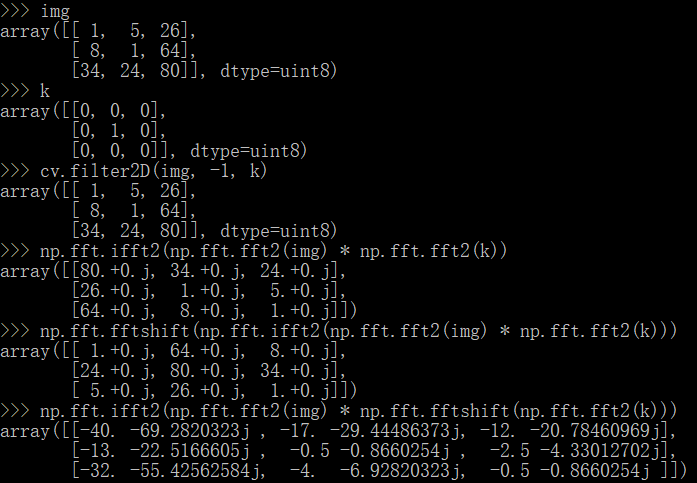 >>> img
array([[ 1,  5, 26],
       [ 8,  1, 64],
       [34, 24, 80]], dtype=uint8)
>>> k
array([[0, 0, 0],
       [0, 1, 0],
       [0, 0, 0]], dtype=uint8)
>>> cv.filter2D(img, -1, k)
array([[ 1,  5, 26],
       [ 8,  1, 64],
       [34, 24, 80]], dtype=uint8)
>>> np.fft.ifft2(np.fft.fft2(img) * np.fft.fft2(k))
array([[80.+0.j, 34.+0.j, 24.+0.j],
       [26.+0.j,  1.+0.j,  5.+0.j],
       [64.+0.j,  8.+0.j,  1.+0.j]])
>>> np.fft.fftshift(np.fft.ifft2(np.fft.fft2(img) * np.fft.fft2(k)))
array([[ 1.+0.j, 64.+0.j,  8.+0.j],
       [24.+0.j, 80.+0.j, 34.+0.j],
       [ 5.+0.j, 26.+0.j,  1.+0.j]])
>>> np.fft.ifft2(np.fft.fft2(img) * np.fft.fftshift(np.fft.fft2(k)))
array([[-40. -69.2820323j , -17. -29.44486373j, -12. -20.78460969j],
       [-13. -22.5166605j ,  -0.5 -0.8660254j ,  -2.5 -4.33012702j],
       [-32. -55.42562584j,  -4.  -6.92820323j,  -0.5 -0.8660254j ]])